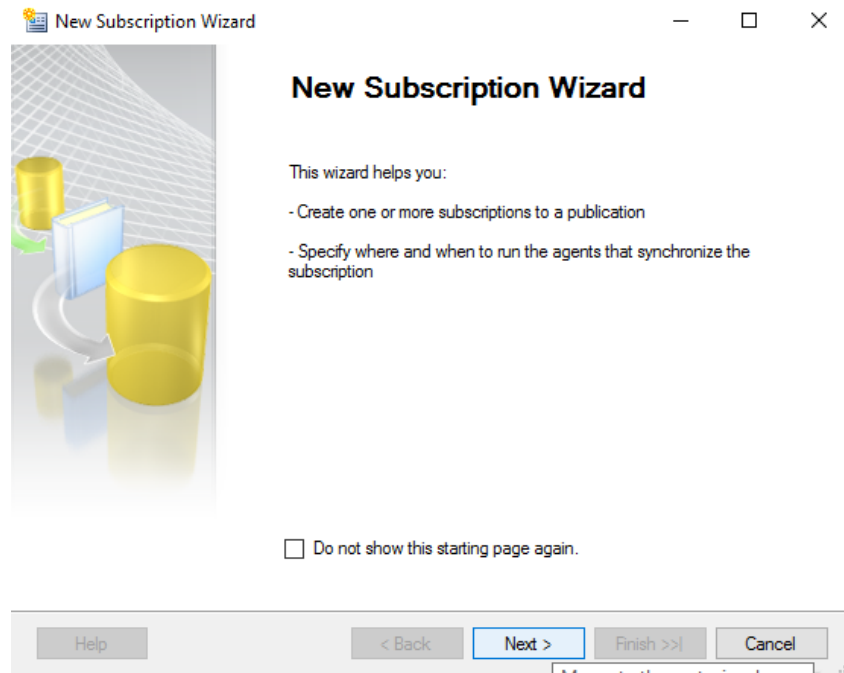 New Subscription Wizard
New Subscription Wizard
This wizard helps you:
- Create one or more subscriptions to a publication
- Specify where and when to run the agents that synchronize the
subscription
Do not show this starting page again.
Help
< Back
Next >
Finish >>|
Cancel